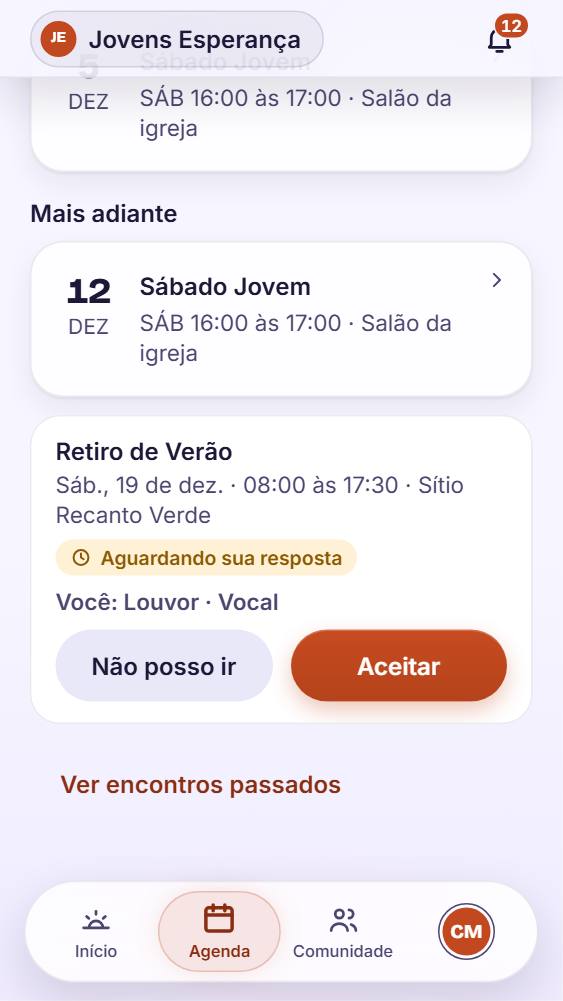 JE Jovens Esperança
12
5 Sábado Jovem
DEZ
SÁB 16:00 às 17:00 · Salão da
igreja
Mais adiante
12
DEZ
Sábado Jovem
SÁB 16:00 às 17:00 · Salão da
igreja
Retiro de Verão
Sáb., 19 de dez. · 08:00 às 17:30 · Sítio
Recanto Verde
Aguardando sua resposta
Você: Louvor · Vocal
Não posso ir
Aceitar
Ver encontros passados
Início
Agenda
Comunidade
CM